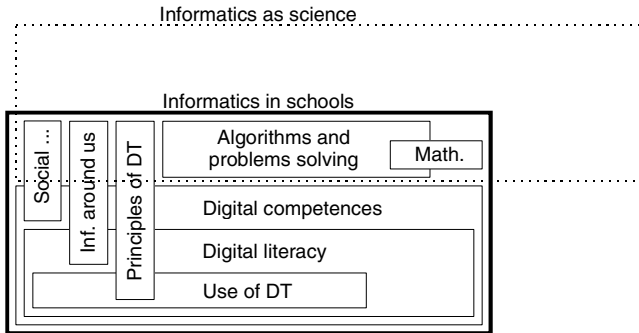 Informatics as science
Informatics in schools
Social ...
Inf. around us
Principles of DT
Algorithms and
problems solving
Math.
Digital competences
Digital literacy
Use of DT